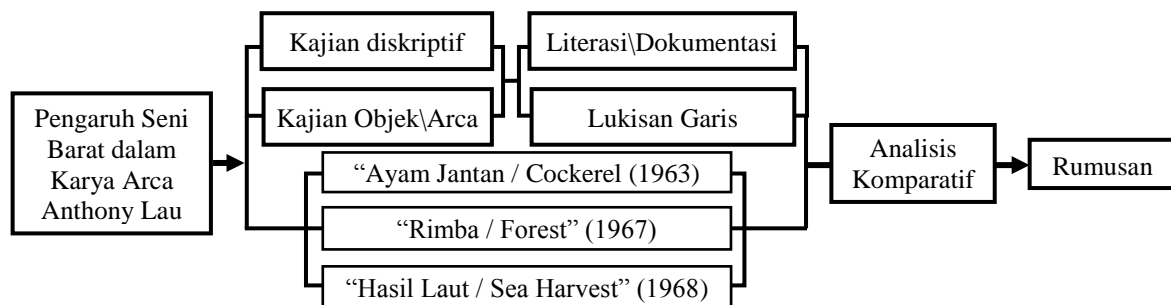 Pengaruh Seni
Barat dalam
Karya Arca
Anthony Lau
Kajian diskriptif
Kajian Objek\Arca
Literasi\Dokumentasi
Lukisan Garis
“Ayam Jantan / Cockerel (1963)
“Rimba / Forest” (1967)
“Hasil Laut / Sea Harvest” (1968)
Analisis
Komparatif
Rumusan